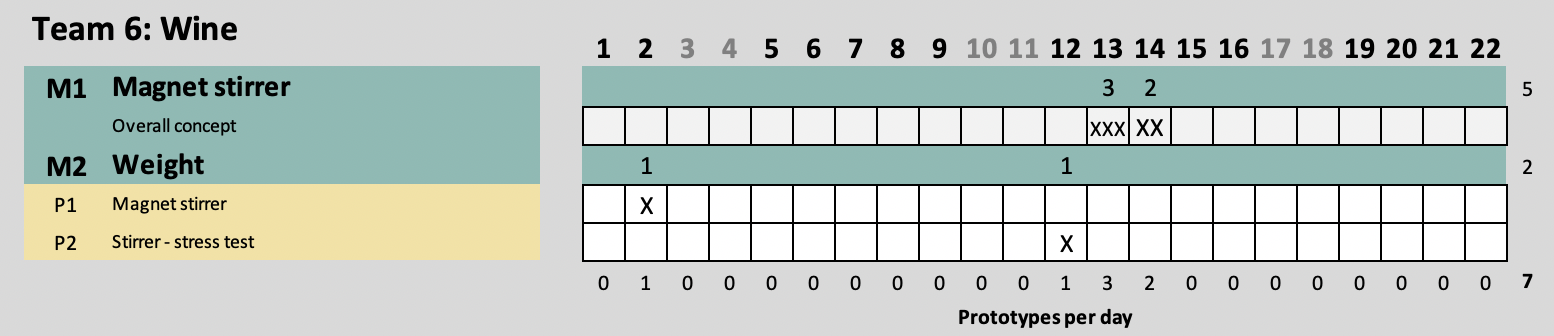 Team 6: Wine
1 2 3 4 5 6 7 8 9 10 11 12 13 14 15 16 17 18 19 20 21 22
M1 Magnet stirrer 3 2 5
Overall concept XXX XX
M2 Weight 1 1 2
P1 Magnet stirrer X
P2 Stirrer - stress test X
0 1 0 0 0 0 0 0 0 0 0 1 3 2 0 0 0 0 0 0 0 0 7
Prototypes per day